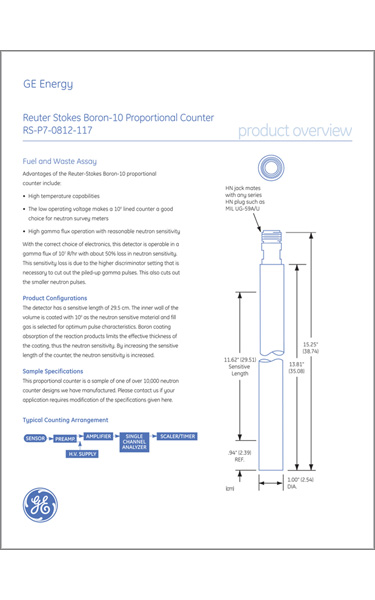 GE Energy
Reuter Stokes Boron-10 Proportional Counter
RS-P7-0812-117
product overview
Fuel and Waste Assay
Advantages of the Reuter-Stokes Boron-10 proportional
counter include:
• High temperature capabilities
• The low operating voltage makes a 10⁰ lined counter a good
choice for neutron survey meters
• High gamma flux operation with reasonable neutron sensitivity
With the correct choice of electronics, this detector is operable in a
gamma flux of 10² R/hr with about 50% loss in neutron sensitivity.
This sensitivity loss is due to the higher discriminator setting that is
necessary to cut out the piled-up gamma pulses. This also cuts out
the smaller neutron pulses.
Product Configurations
The detector has a sensitive length of 29.5 cm. The inner wall of the
volume is coated with 10⁰ as the neutron sensitive material and fill
gas is selected for optimum pulse characteristics. Boron coating
absorption of the reaction products limits the effective thickness of
the coating, thus the neutron sensitivity. By increasing the sensitive
length of the counter, the neutron sensitivity is increased.
Sample Specifications
This proportional counter is a sample of one of over 10,000 neutron
counter designs we have manufactured. Please contact us if your
application requires modification of the specifications given here.
Typical Counting Arrangement
SENSOR
PREAMP.
AMPLIFIER
SINGLE
CHANNEL
ANALYZER
SCALER/TIMER
H.V. SUPPLY
GE
HN jack mates
with any series
HN plug such as
MIL UG-59A/U
15.25"
(38.74)
13.81"
(35.08)
11.62" (29.51)
Sensitive
Length
.94" (2.39)
REF.
(cm)
1.00" (2.54)
DIA.